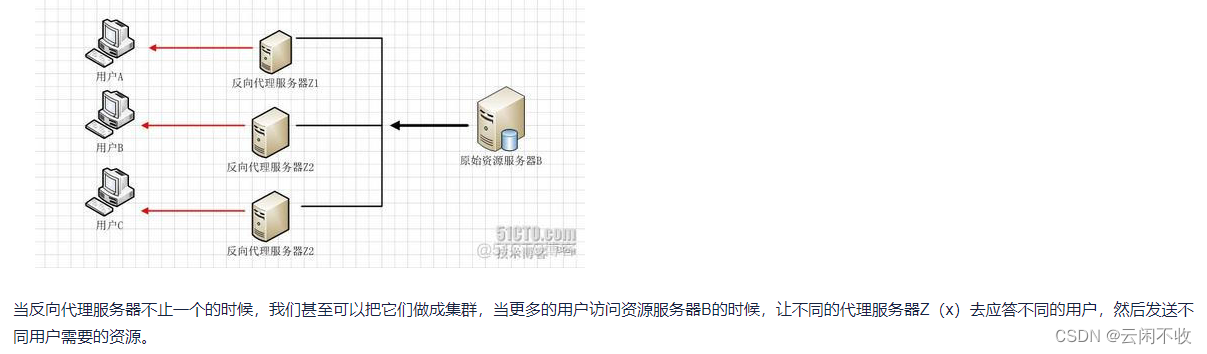 用户A
反向代理服务器Z1
用户B
反向代理服务器Z2
原始资源服务器B
用户C
反向代理服务器Z2
51CTO.com
技术博客
当反向代理服务器不止一个的时候，我们甚至可以把它们做成集群，当更多的用户访问资源服务器B的时候，让不同的代理服务器Z（x）去应答不同的用户，然后发送不
同用户需要的资源。
CSDN @云闲不收